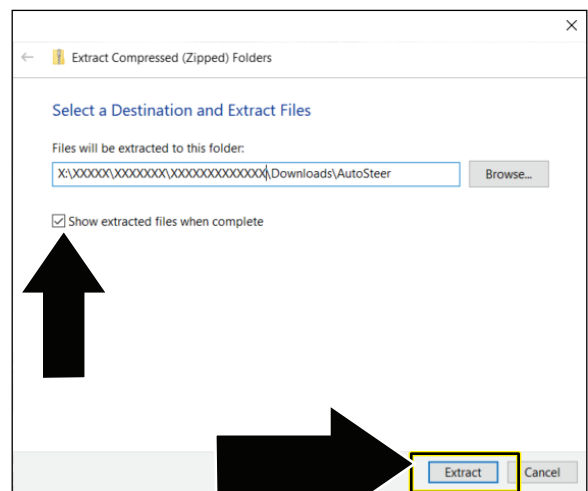 Extract Compressed (Zipped) Folders
Select a Destination and Extract Files
Files will be extracted to this folder:
X:\XXXXX\XXXXXXX\XXXXXXXXXXXXX\Downloads\AutoSteer
Browse...
Show extracted files when complete
Extract
Cancel